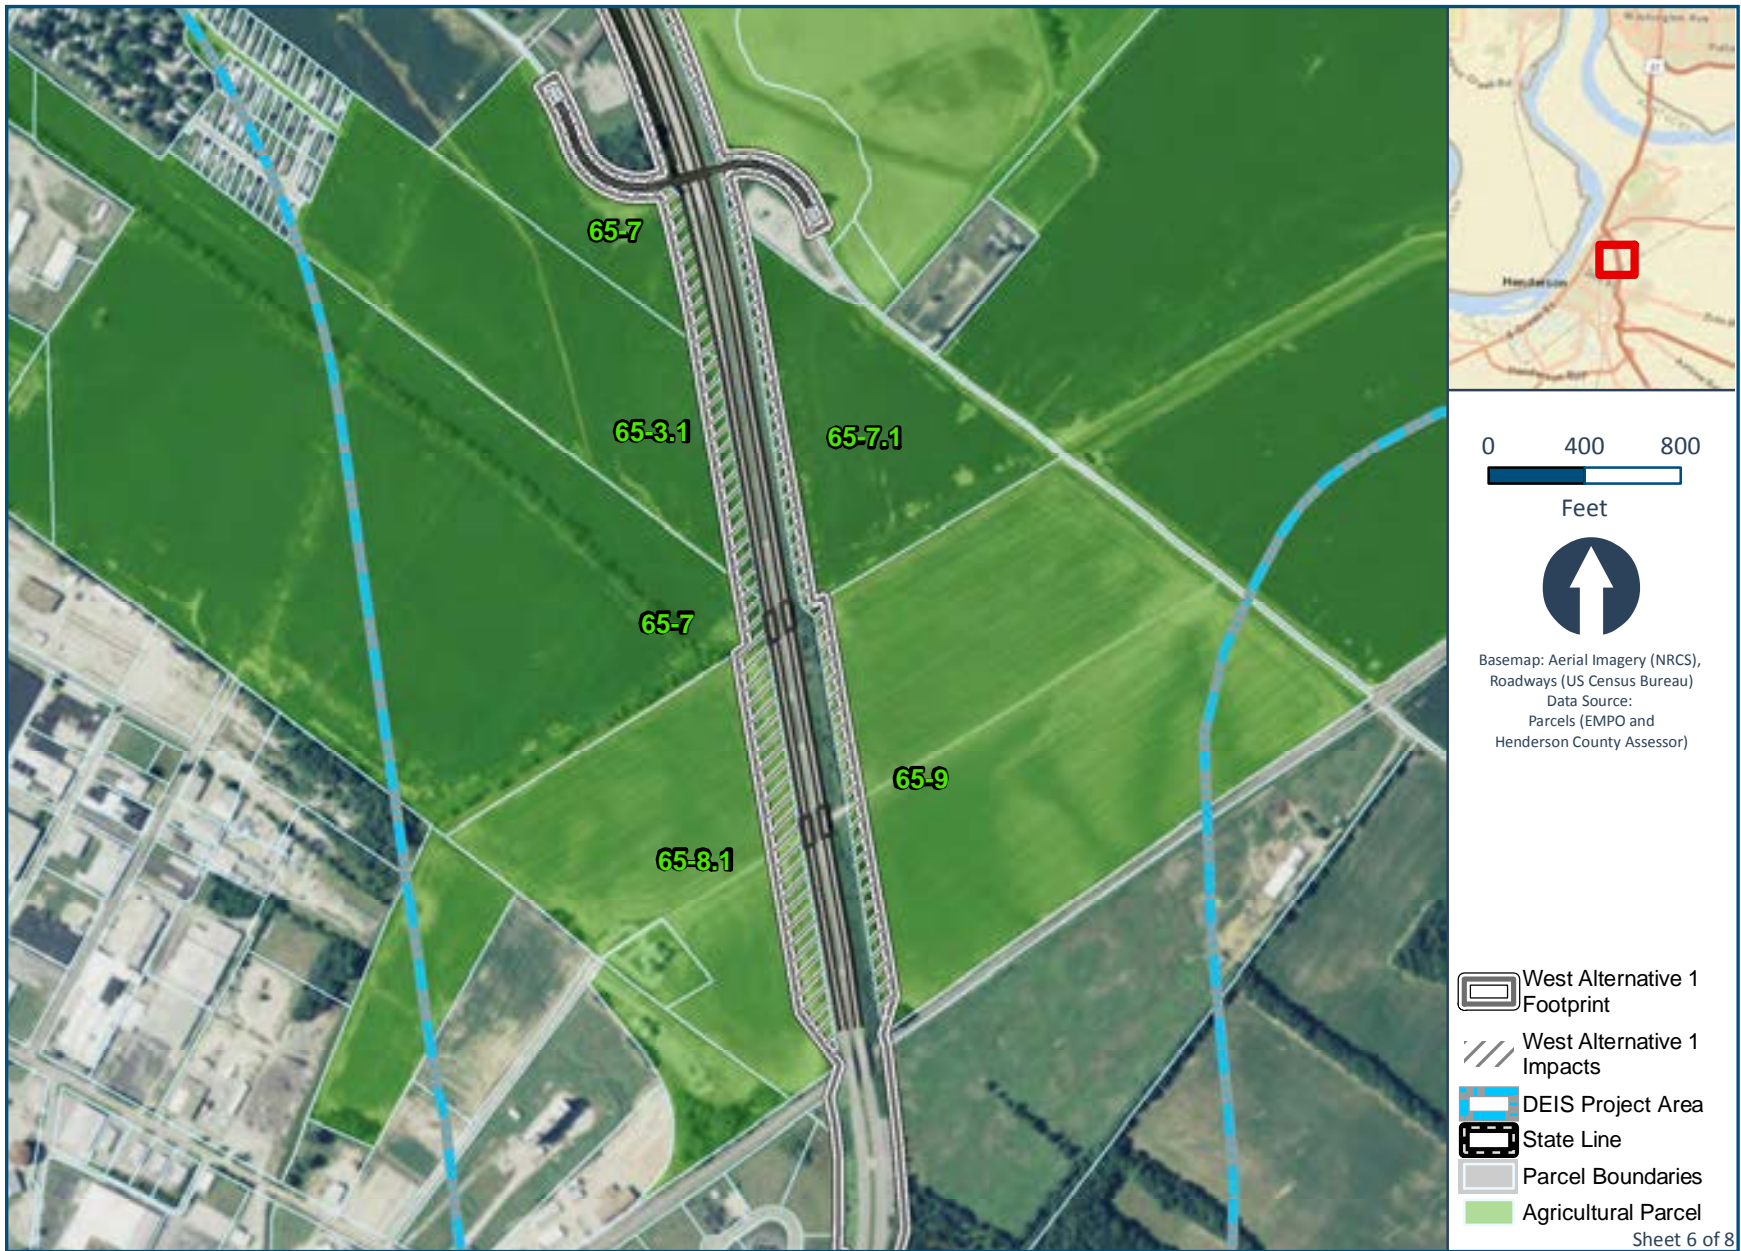 65-7
65-3.1
65-7.1
65-7
65-9
65-8.1
Henderson
41
0 400 800
Feet
Basemap: Aerial Imagery (NRCS),
Roadways (US Census Bureau)
Data Source:
Parcels (EMPO and
Henderson County Assessor)
West Alternative 1
Footprint
West Alternative 1
Impacts
DEIS Project Area
State Line
Parcel Boundaries
Agricultural Parcel
Sheet 6 of 8